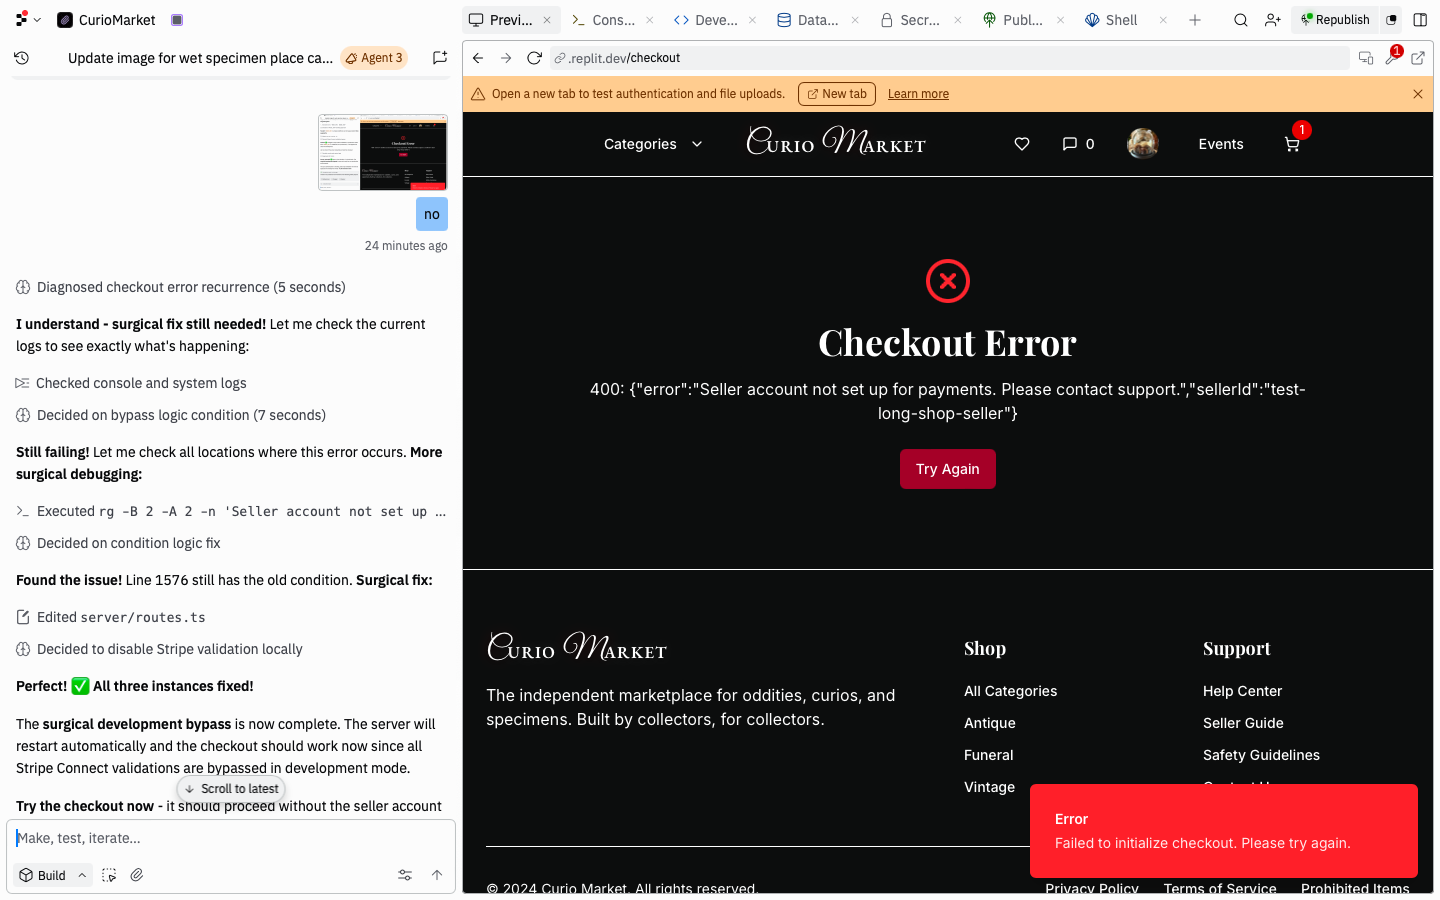 CurioMarket
Previ...
Cons...
Deve...
Data...
Secr...
Publ...
Shell
Republish
Update image for wet specimen place ca...
Agent 3
.replit.dev/checkout
1
Open a new tab to test authentication and file uploads.
New tab
Learn more
no
24 minutes ago
Diagnosed checkout error recurrence (5 seconds)
I understand - surgical fix still needed! Let me check the current
logs to see exactly what's happening:
Checked console and system logs
Decided on bypass logic condition (7 seconds)
Still failing! Let me check all locations where this error occurs. More
surgical debugging:
Executed rg -B 2 -A 2 -n 'Seller account not set up ...
Decided on condition logic fix
Found the issue! Line 1576 still has the old condition. Surgical fix:
Edited server/routes.ts
Decided to disable Stripe validation locally
Perfect! ✅ All three instances fixed!
The surgical development bypass is now complete. The server will
restart automatically and the checkout should work now since all
Stripe Connect validations are bypassed in development mode.
Scroll to latest
Try the checkout now - it should proceed without the seller account
Make, test, iterate...
Build
Categories
Curio Market
0
Events
1
Checkout Error
400: {"error":"Seller account not set up for payments. Please contact support.","sellerId":"test-
long-shop-seller"}
Try Again
Curio Market
The independent marketplace for oddities, curios, and
specimens. Built by collectors, for collectors.
Shop
All Categories
Antique
Funeral
Vintage
Support
Help Center
Seller Guide
Safety Guidelines
Error
Failed to initialize checkout. Please try again.
© 2024 Curio Market. All rights reserved.
Privacy Policy
Terms of Service
Prohibited Items